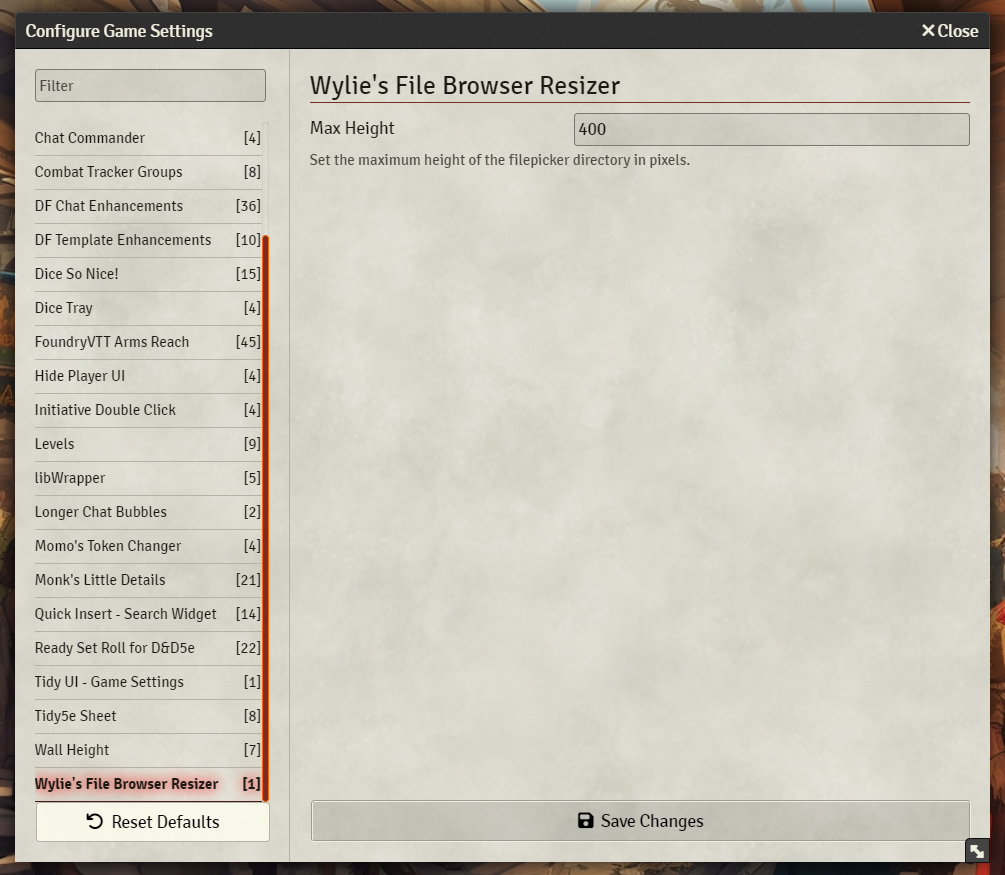 Configure Game Settings
Close
Filter
Chat Commander [4]
Combat Tracker Groups [8]
DF Chat Enhancements [36]
DF Template Enhancements [10]
Dice So Nice! [15]
Dice Tray [4]
FoundryVTT Arms Reach [45]
Hide Player UI [4]
Initiative Double Click [4]
Levels [9]
libWrapper [5]
Longer Chat Bubbles [2]
Momo's Token Changer [4]
Monk's Little Details [21]
Quick Insert - Search Widget [14]
Ready Set Roll for D&D5e [22]
Tidy UI - Game Settings [1]
Tidy5e Sheet [8]
Wall Height [7]
Wylie's File Browser Resizer [1]
Reset Defaults
Wylie's File Browser Resizer
Max Height 400
Set the maximum height of the filepicker directory in pixels.
Save Changes